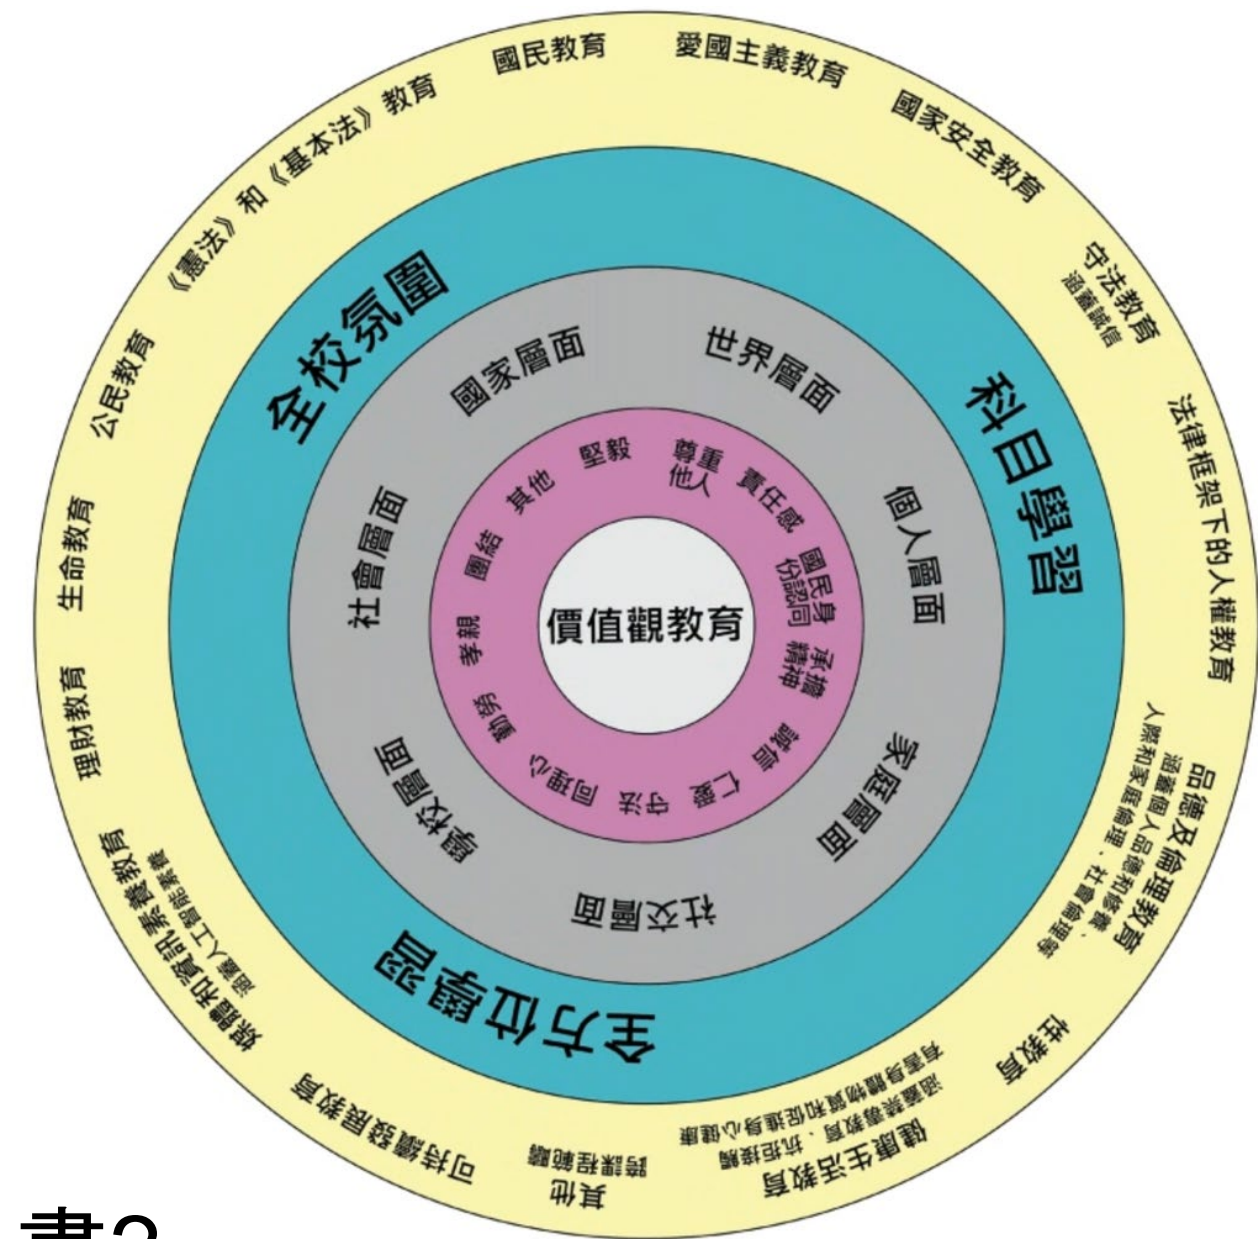 國民教育
愛國主義教育
國家安全教育
守法教育
涵蓋誠信
法律框架下的人權教育
品德及倫理教育
涵蓋個人品德和修養、
人際和家庭倫理、社會倫理等
性教育
健康生活教育
涵蓋禁毒教育、抗拒接觸
有害身體物質和促進身心健康
其他
跨課程範疇
可持續發展教育
媒體和資訊素養教育
涵蓋人工智能素養
理財教育
生命教育
公民教育
《憲法》和《基本法》教育
全校氛圍
科目學習
全方位學習
國家層面
世界層面
個人層面
家庭層面
社交層面
學校層面
社會層面
堅毅
尊重
他人
責任感
國民身
份認同
承擔
精神
誠信
仁愛
守法
同理心
勤勞
孝親
團結
其他
價值觀教育